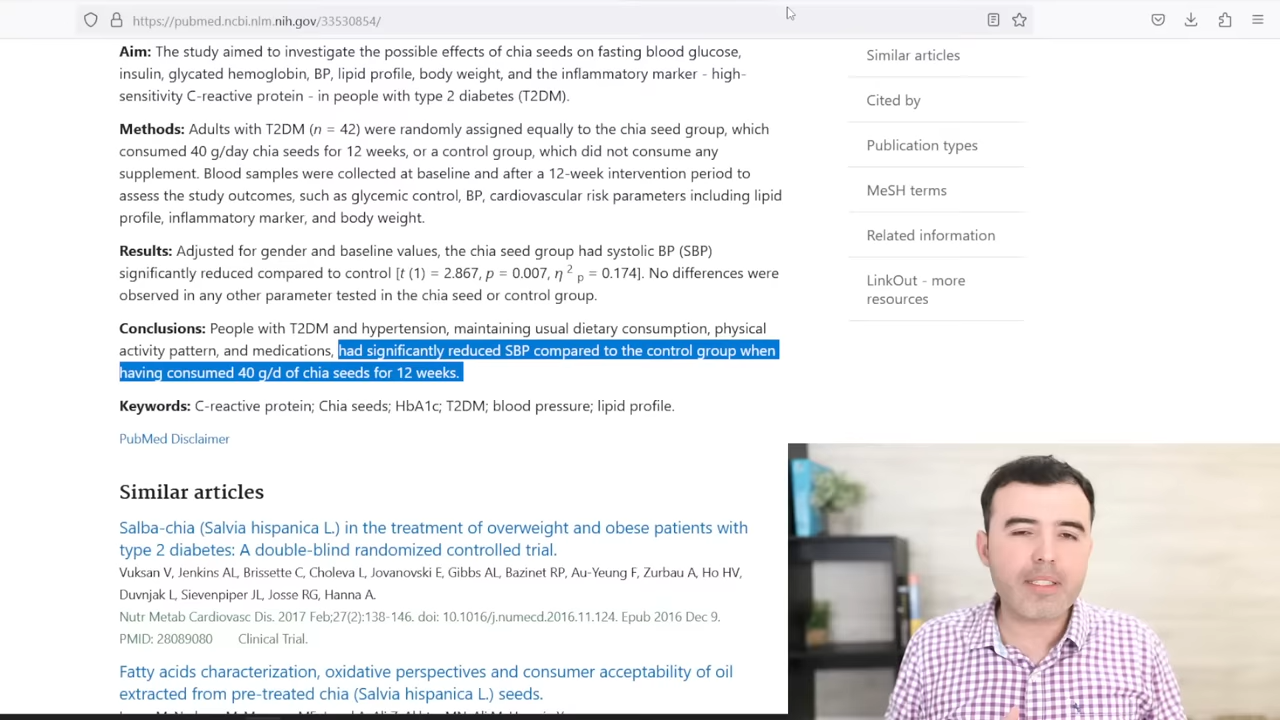 https://pubmed.ncbi.nlm.nih.gov/33530854/
Aim: The study aimed to investigate the possible effects of chia seeds on fasting blood glucose,
insulin, glycated hemoglobin, BP, lipid profile, body weight, and the inflammatory marker - high-
sensitivity C-reactive protein - in people with type 2 diabetes (T2DM).
Methods: Adults with T2DM (n = 42) were randomly assigned equally to the chia seed group, which
consumed 40 g/day chia seeds for 12 weeks, or a control group, which did not consume any
supplement. Blood samples were collected at baseline and after a 12-week intervention period to
assess the study outcomes, such as glycemic control, BP, cardiovascular risk parameters including lipid
profile, inflammatory marker, and body weight.
Results: Adjusted for gender and baseline values, the chia seed group had systolic BP (SBP)
significantly reduced compared to control [t (1) = 2.867, p = 0.007, η 2 p = 0.174]. No differences were
observed in any other parameter tested in the chia seed or control group.
Conclusions: People with T2DM and hypertension, maintaining usual dietary consumption, physical
activity pattern, and medications, had significantly reduced SBP compared to the control group when
having consumed 40 g/d of chia seeds for 12 weeks.
Keywords: C-reactive protein; Chia seeds; HbA1c; T2DM; blood pressure; lipid profile.
PubMed Disclaimer
Similar articles
Salba-chia (Salvia hispanica L.) in the treatment of overweight and obese patients with
type 2 diabetes: A double-blind randomized controlled trial.
Vuksan V, Jenkins AL, Brissette C, Choleva L, Jovanovski E, Gibbs AL, Bazinet RP, Au-Yeung F, Zurbau A, Ho HV,
Duvnjak L, Sievenpiper JL, Josse RG, Hanna A.
Nutr Metab Cardiovasc Dis. 2017 Feb;27(2):138-146. doi: 10.1016/j.numecd.2016.11.124. Epub 2016 Dec 9.
PMID: 28089080 Clinical Trial.
Fatty acids characterization, oxidative perspectives and consumer acceptability of oil
extracted from pre-treated chia (Salvia hispanica L.) seeds.
Similar articles
Cited by
Publication types
MeSH terms
Related information
LinkOut - more
resources